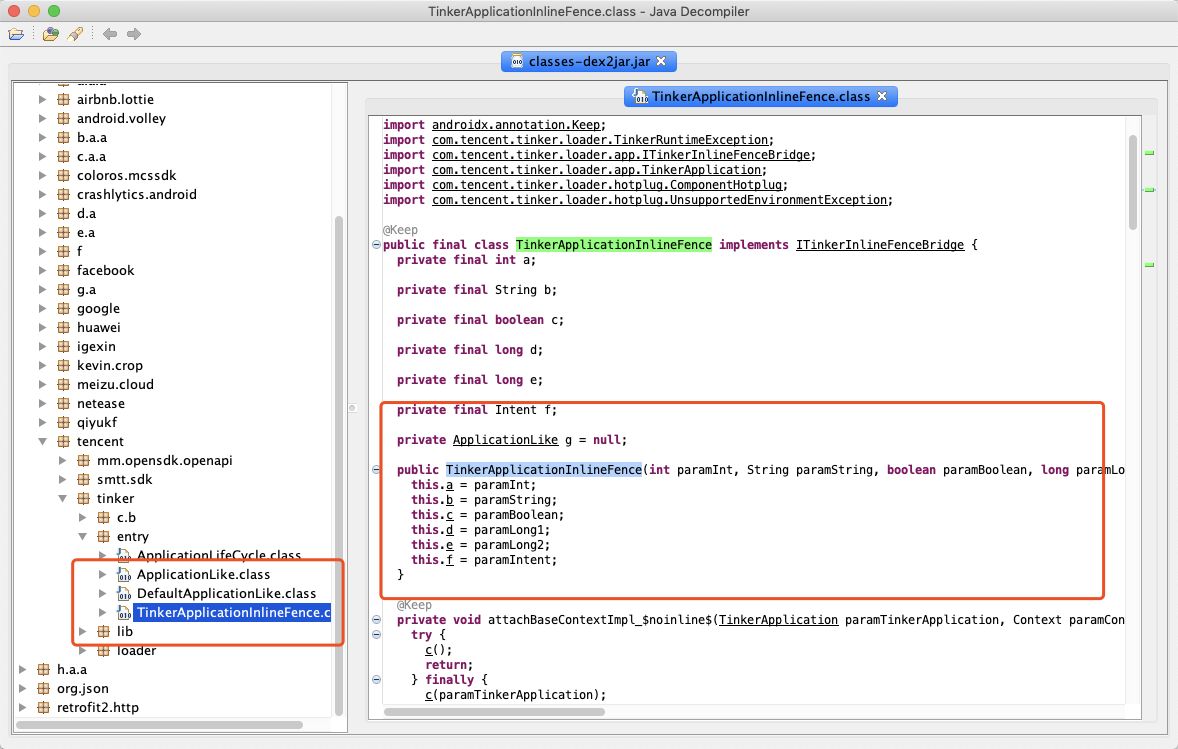 TinkerApplicationInlineFence.class - Java Decompiler
classes-dex2jar.jar
airbnb.lottie
android.volley
b.a.a
c.a.a
coloros.mcssdk
crashlytics.android
d.a
e.a
f
facebook
g.a
google
huawei
igexin
kevin.crop
meizu.cloud
netease
qiyukf
tencent
mm.opensdk.openapi
smtt.sdk
tinker
c.b
entry
ApplicationLifeCycle.class
ApplicationLike.class
DefaultApplicationLike.class
TinkerApplicationInlineFence.c
lib
loader
h.a.a
org.json
retrofit2.http
TinkerApplicationInlineFence.class
import androidx.annotation.Keep;
import com.tencent.tinker.loader.TinkerRuntimeException;
import com.tencent.tinker.loader.app.ITinkerInlineFenceBridge;
import com.tencent.tinker.loader.app.TinkerApplication;
import com.tencent.tinker.loader.hotplug.ComponentHotplug;
import com.tencent.tinker.loader.hotplug.UnsupportedEnvironmentException;
@Keep
public final class TinkerApplicationInlineFence implements ITinkerInlineFenceBridge {
private final int a;
private final String b;
private final boolean c;
private final long d;
private final long e;
private final Intent f;
private ApplicationLike g = null;
public TinkerApplicationInlineFence(int paramInt, String paramString, boolean paramBoolean, long paramLo
this.a = paramInt;
this.b = paramString;
this.c = paramBoolean;
this.d = paramLong1;
this.e = paramLong2;
this.f = paramIntent;
}
@Keep
private void attachBaseContextImpl_$noinline$(TinkerApplication paramTinkerApplication, Context paramCon
try {
c();
return;
} finally {
c(paramTinkerApplication);